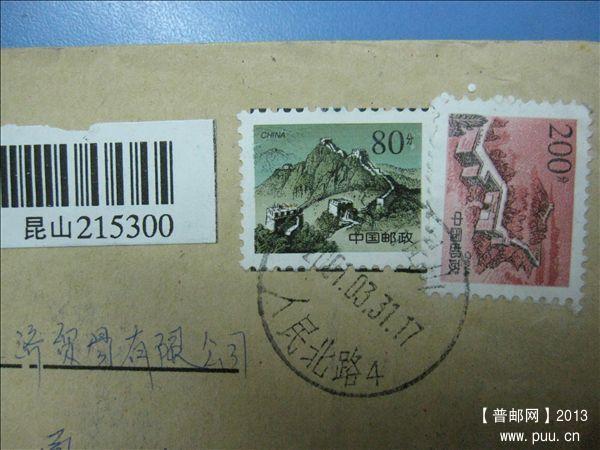 昆山215300
CHINA
80分
中国邮政
200分
中国邮政
2001.03.31.17
人民北路4
贸易有限公司
【普邮网】2013
www.puu.cn